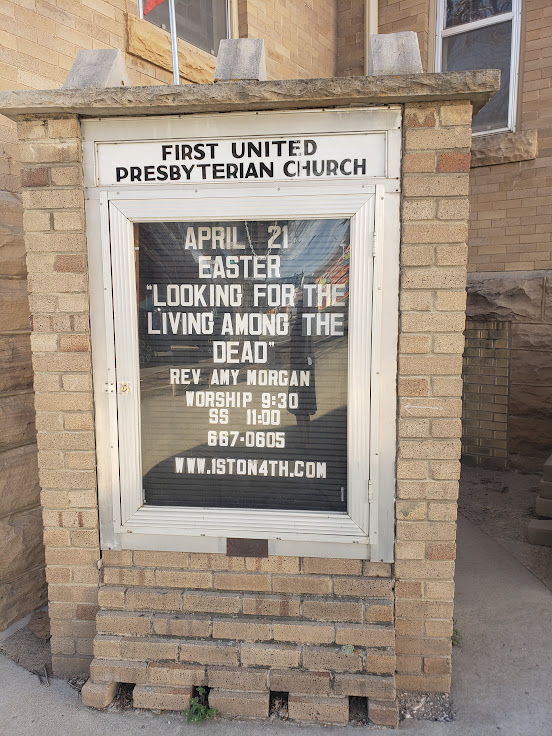 FIRST UNITED
PRESBYTERIAN CHURCH
APRIL 21
EASTER
"LOOKING FOR THE
LIVING AMONG THE
DEAD"
REV AMY MORGAN
WORSHIP 9:30
SS 11:00
667-0605
WWW.1STON4TH.COM